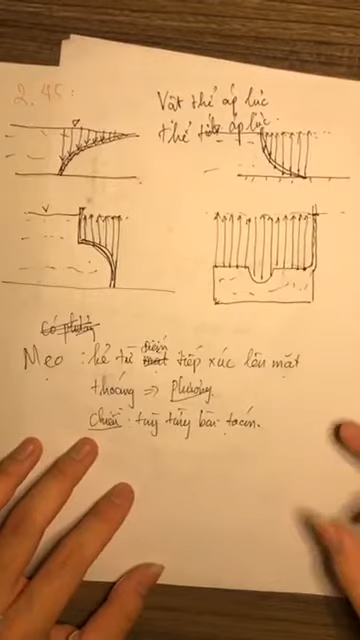 2.45:
Vật thể áp lực
thể áp lực
Có phương
Mẹo : kẻ từ điểm tiếp xúc lên mặt
thoáng => phương
chiều : tùy từng bài toán.